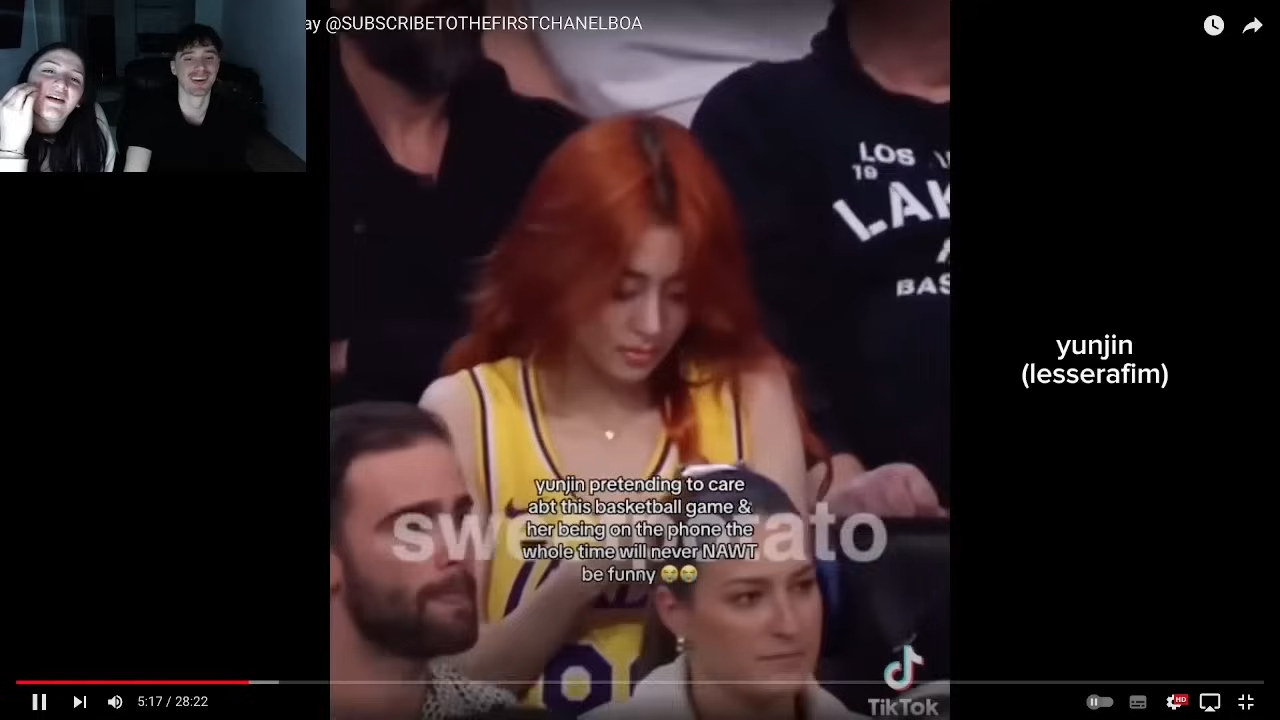 ay @SUBSCRIBETOTHEFIRSTCHANELBOA
LOS
19
LAK
BAS
yunjin
(lesserafim)
yunjin pretending to care
abt this basketball game &
her being on the phone the
whole time will never NAWT
be funny 😭😭
TikTok
5:17 / 28:22
HD